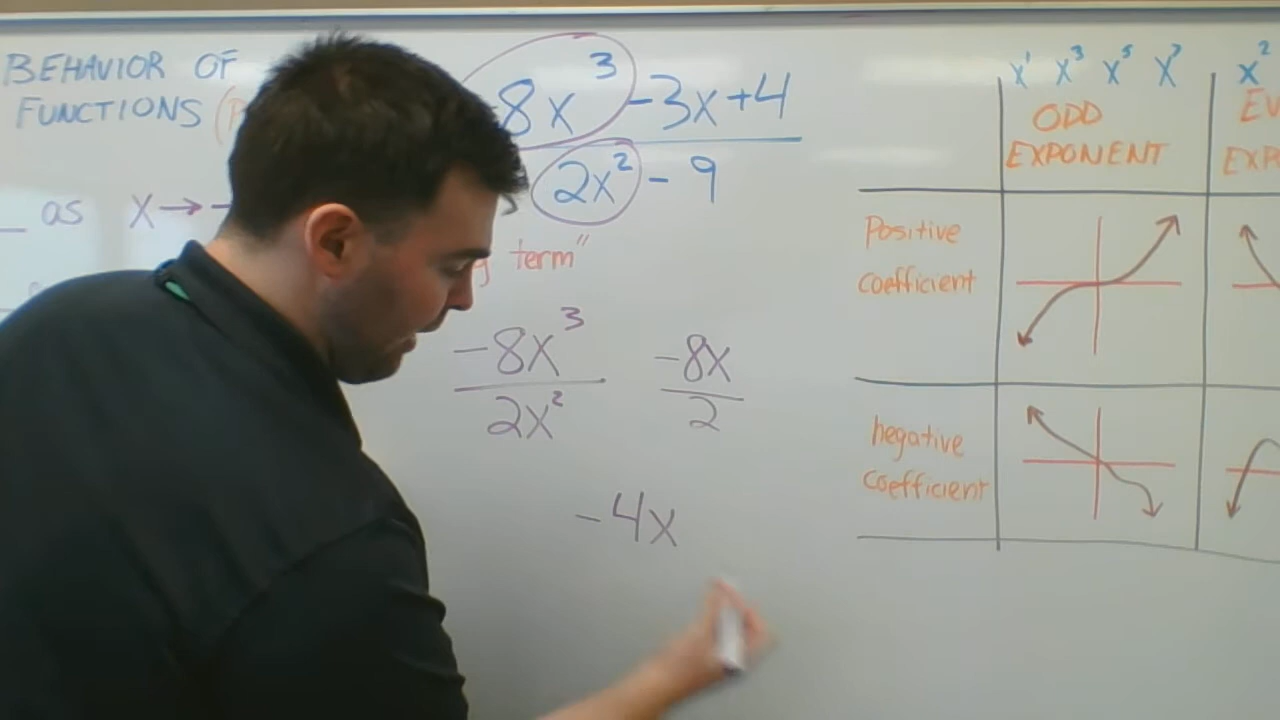 BEHAVIOR OF
FUNCTIONS (
8x³ -3x+4
2x² - 9
_ as x→-
term"
-8x³
2x²
-8x
2
-4x
x¹ x³ x⁵ x⁷
ODD
EXPONENT
x²
Positive
coefficient
negative
coefficient